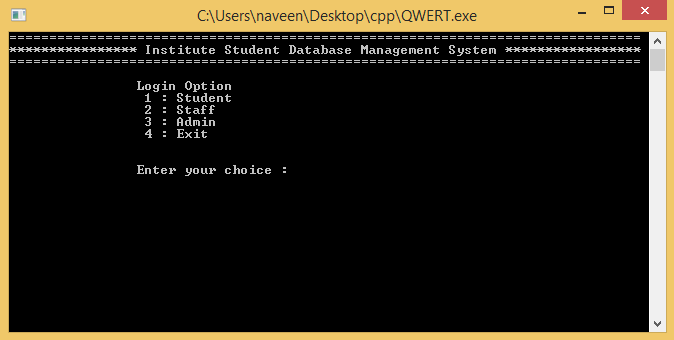 C:\Users\naveen\Desktop\cpp\QWERT.exe
===============================================================================
**************** Institute Student Database Management System *****************
===============================================================================
Login Option
1 : Student
2 : Staff
3 : Admin
4 : Exit
Enter your choice :